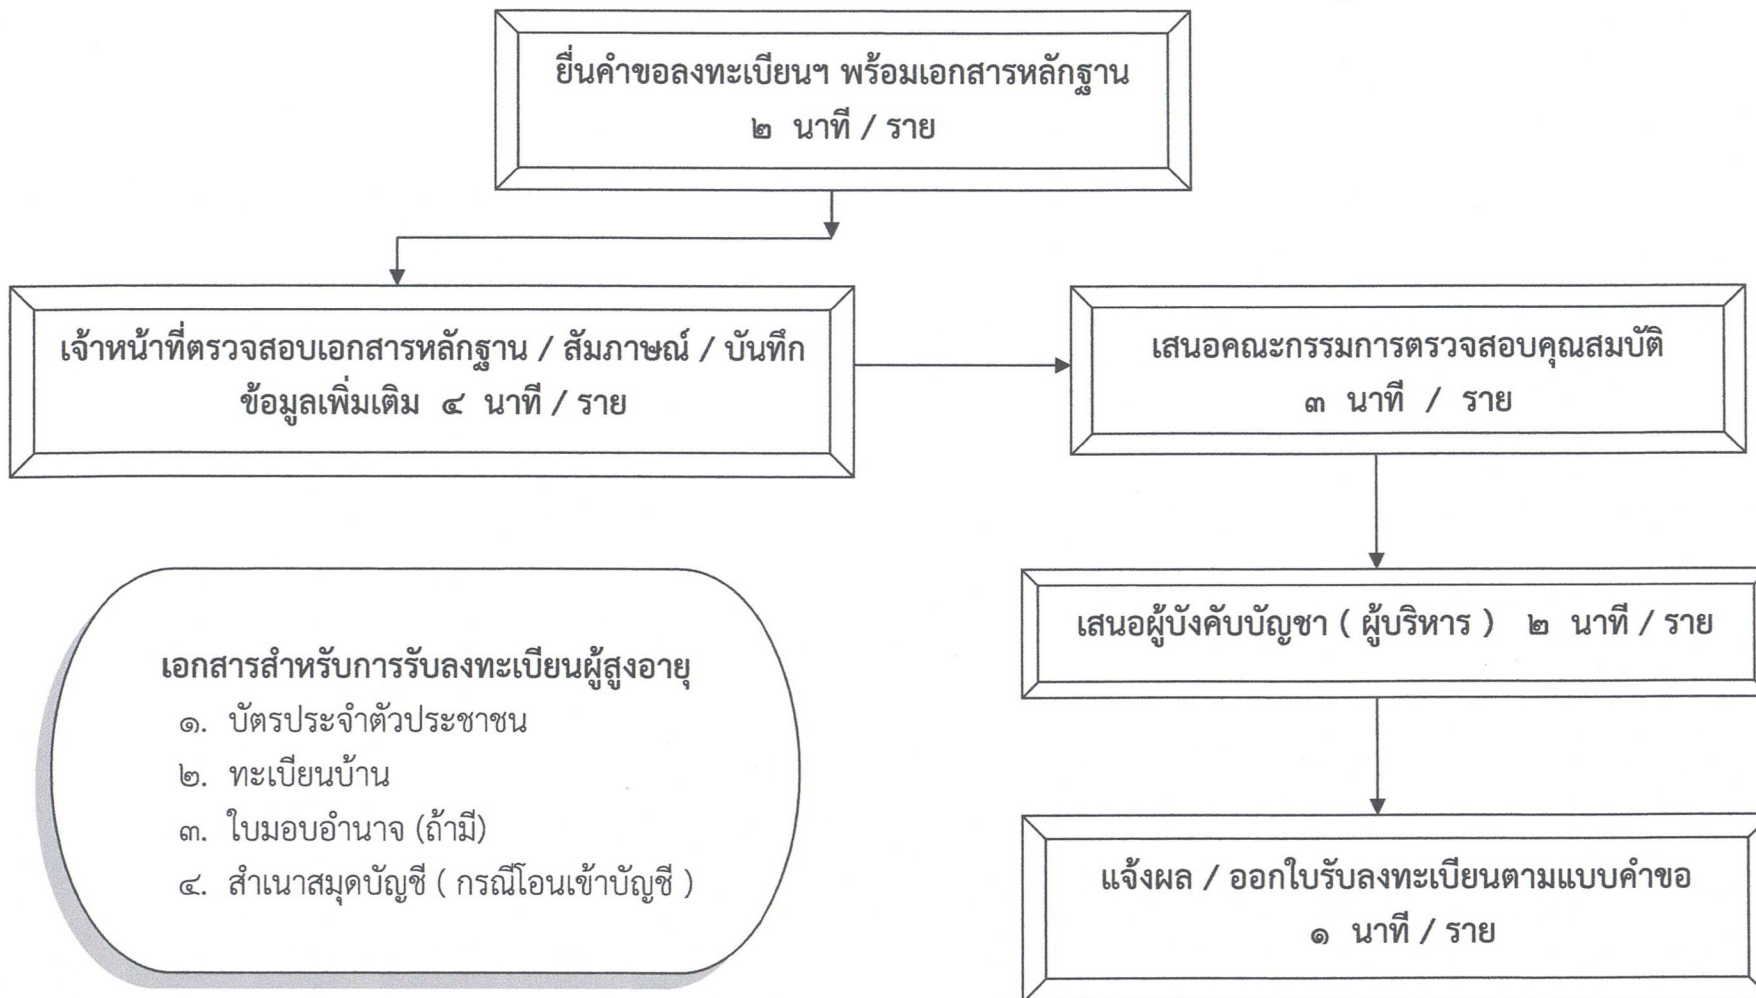 ยื่นคำขอลงทะเบียนฯ พร้อมเอกสารหลักฐาน
๒ นาที / ราย
เจ้าหน้าที่ตรวจสอบเอกสารหลักฐาน / สัมภาษณ์ / บันทึก
ข้อมูลเพิ่มเติม ๔ นาที / ราย
เสนอคณะกรรมการตรวจสอบคุณสมบัติ
๓ นาที / ราย
เสนอผู้บังคับบัญชา ( ผู้บริหาร ) ๒ นาที / ราย
แจ้งผล / ออกใบรับลงทะเบียนตามแบบคำขอ
๑ นาที / ราย
เอกสารสำหรับการรับลงทะเบียนผู้สูงอายุ
๑. บัตรประจำตัวประชาชน
๒. ทะเบียนบ้าน
๓. ใบมอบอำนาจ (ถ้ามี)
๔. สำเนาสมุดบัญชี ( กรณีโอนเข้าบัญชี )